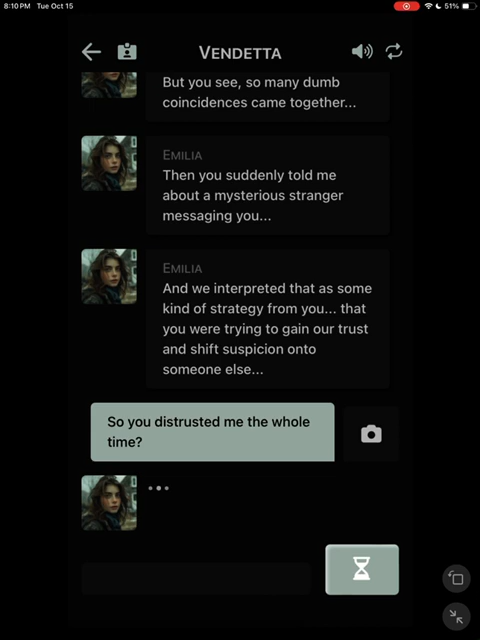 8:10 PM Tue Oct 15
51%
VENDETTA
But you see, so many dumb
coincidences came together...
EMILIA
Then you suddenly told me
about a mysterious stranger
messaging you...
EMILIA
And we interpreted that as some
kind of strategy from you... that
you were trying to gain our trust
and shift suspicion onto
someone else...
So you distrusted me the whole
time?